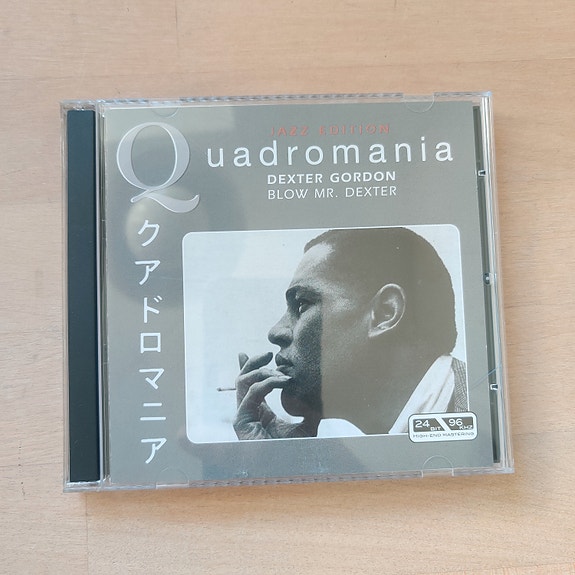 JAZZ EDITION
Quadromania
DEXTER GORDON
BLOW MR. DEXTER
クアドロマニア
24 BIT 96 KHZ
HIGH-END MASTERING